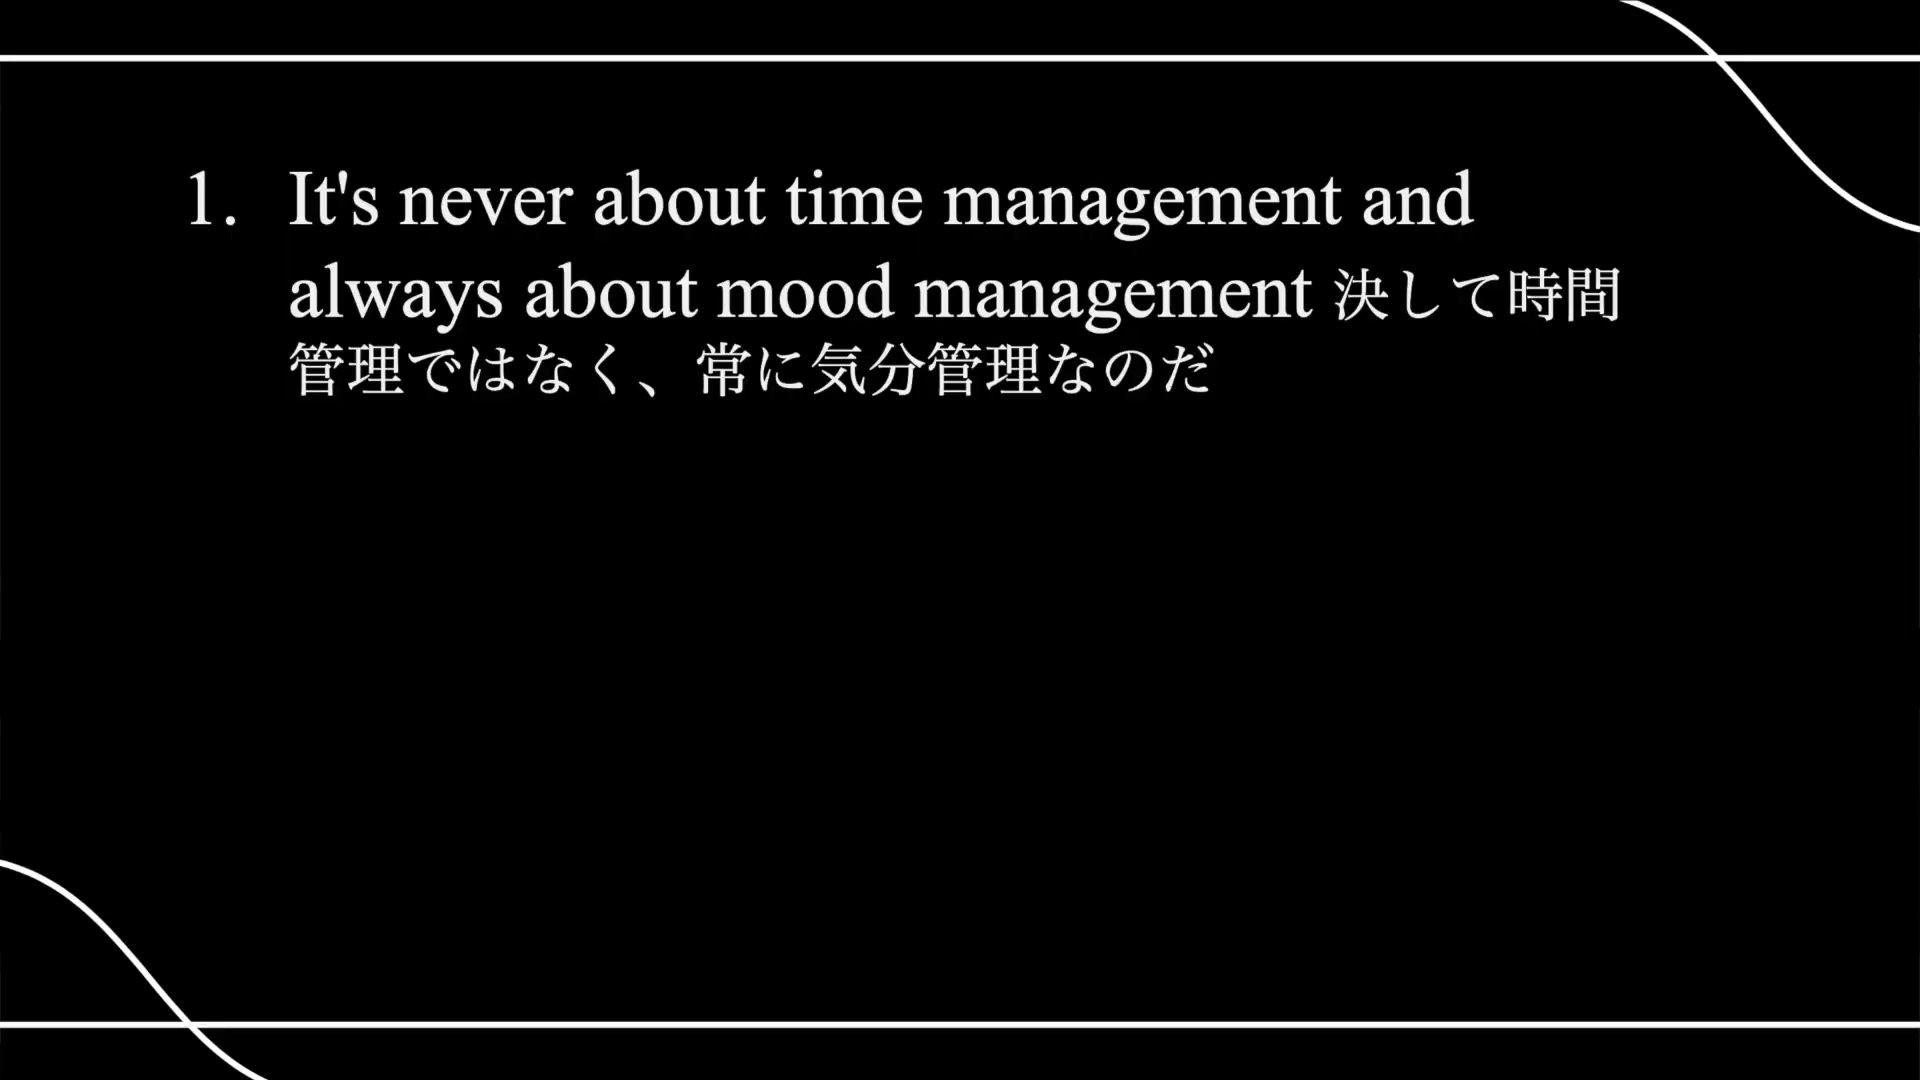 1. It's never about time management and
always about mood management 決して時間
管理ではなく、常に気分管理なのだ